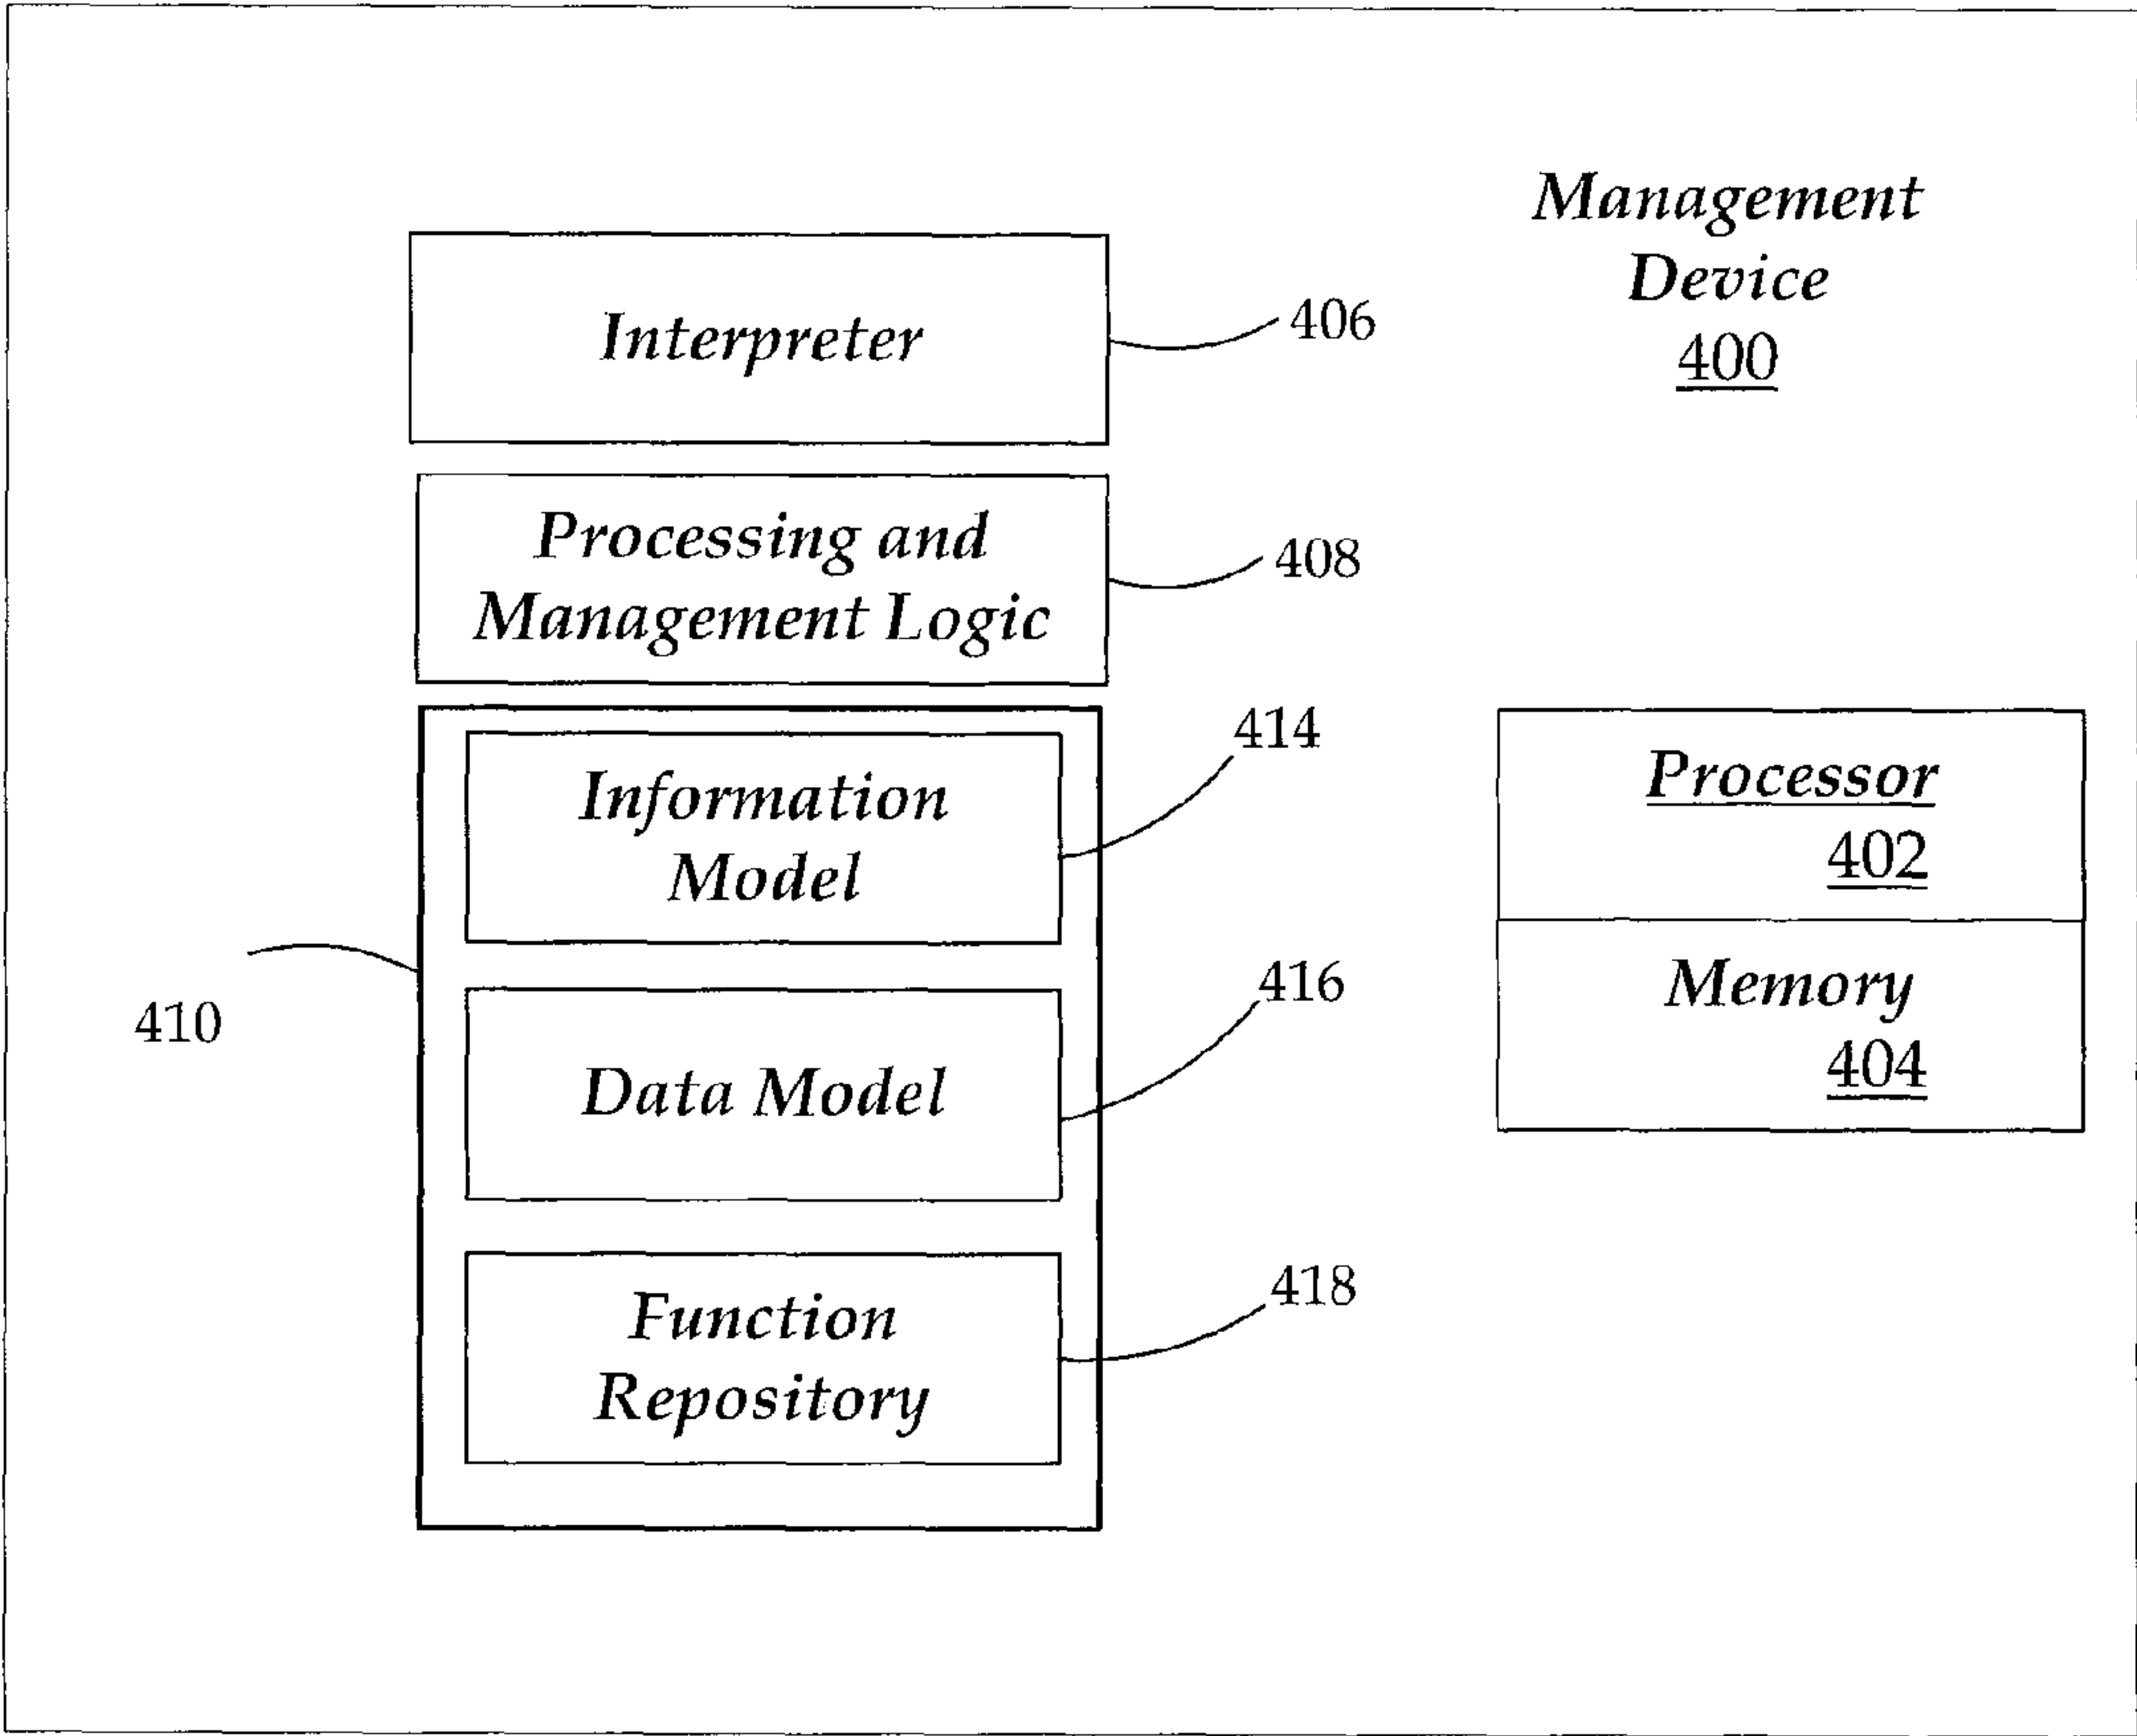 Management
Device
400
Interpreter
406
Processing and
Management Logic
408
Information
Model
414
410
Data Model
416
Function
Repository
418
Processor
402
Memory
404